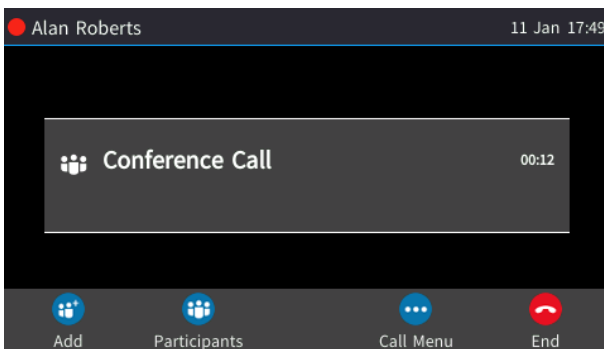 Alan Roberts 11 Jan 17:49
Conference Call 00:12
Add Participants Call Menu End